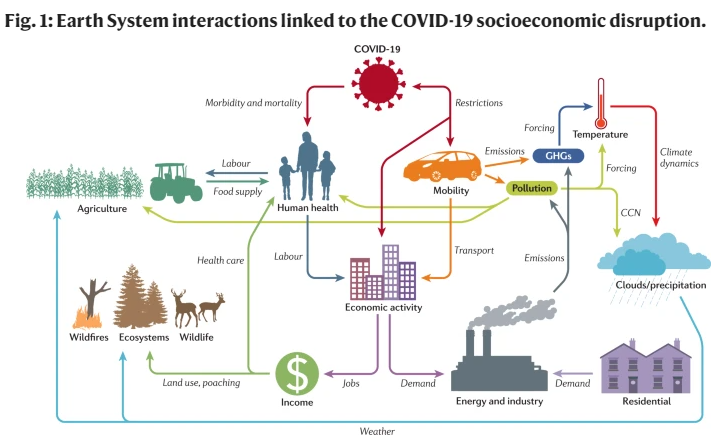 Fig. 1: Earth System interactions linked to the COVID-19 socioeconomic disruption.
COVID-19
Morbidity and mortality
Restrictions
Emissions
Forcing
GHGs
Temperature
Climate
dynamics
Labour
Food supply
Agriculture
Human health
Mobility
Pollution
Forcing
CCN
Health care
Labour
Transport
Emissions
Clouds/precipitation
Economic activity
Wildfires
Ecosystems
Wildlife
Land use, poaching
$
Income
Jobs
Demand
Energy and industry
Demand
Residential
Weather